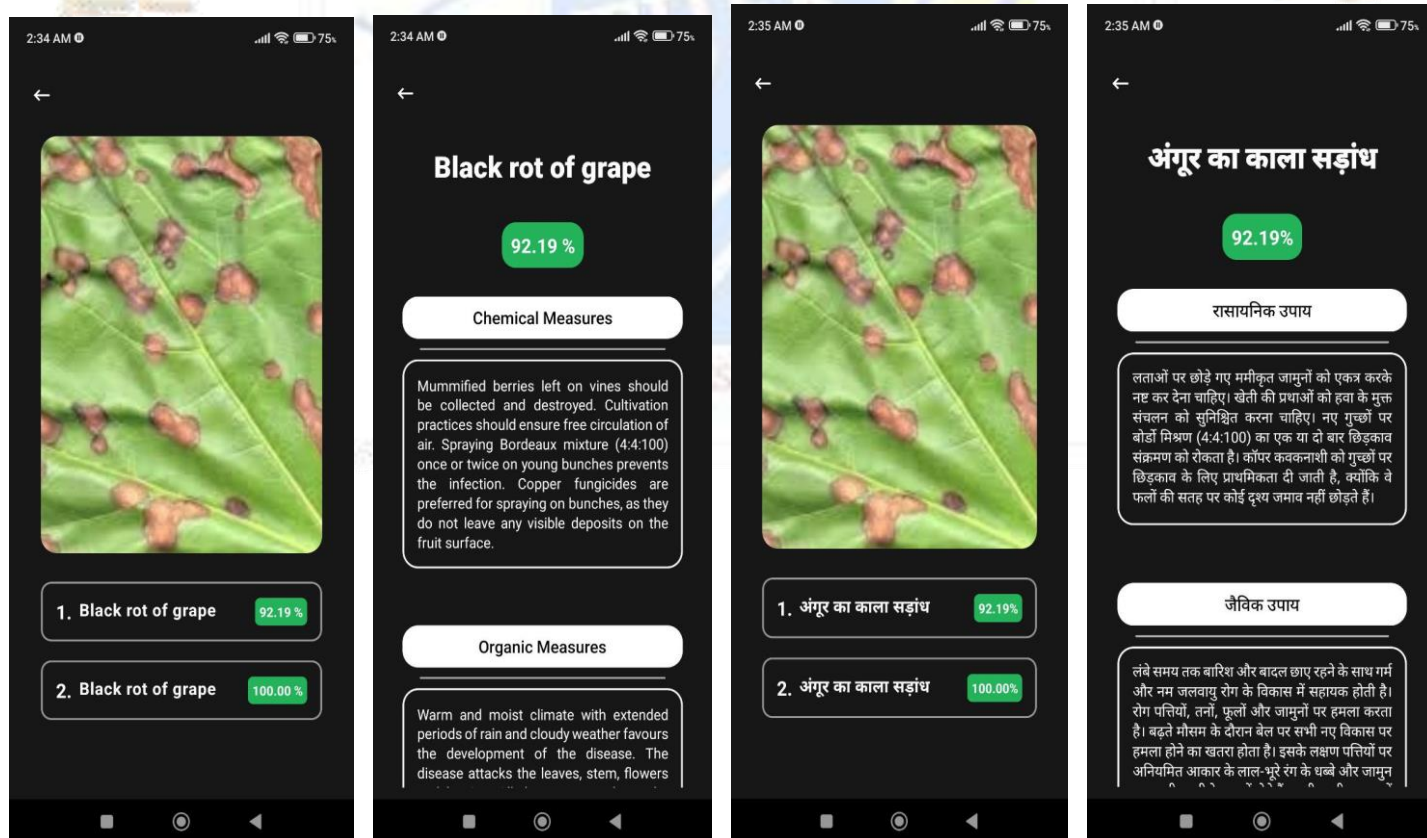 2:34 AM
75%
1. Black rot of grape 92.19 %
2. Black rot of grape 100.00 %
2:34 AM
75%
Black rot of grape
92.19 %
Chemical Measures
Mummified berries left on vines should
be collected and destroyed. Cultivation
practices should ensure free circulation of
air. Spraying Bordeaux mixture (4:4:100)
once or twice on young bunches prevents
the infection. Copper fungicides are
preferred for spraying on bunches, as they
do not leave any visible deposits on the
fruit surface.
Organic Measures
Warm and moist climate with extended
periods of rain and cloudy weather favours
the development of the disease. The
disease attacks the leaves, stem, flowers
2:35 AM
75%
1. अंगूर का काला सड़ांध 92.19%
2. अंगूर का काला सड़ांध 100.00%
2:35 AM
75%
अंगूर का काला सड़ांध
92.19%
रासायनिक उपाय
लताओं पर छोड़े गए ममीकृत जामुनों को एकत्र करके
नष्ट कर देना चाहिए। खेती की प्रथाओं को हवा के मुक्त
संचलन को सुनिश्चित करना चाहिए। नए गुच्छों पर
बोर्डो मिश्रण (4:4:100) का एक या दो बार छिड़काव
संक्रमण को रोकता है। कॉपर कवकनाशी को गुच्छों पर
छिड़काव के लिए प्राथमिकता दी जाती है, क्योंकि वे
फलों की सतह पर कोई दृश्य जमाव नहीं छोड़ते हैं।
जैविक उपाय
लंबे समय तक बारिश और बादल छाए रहने के साथ गर्म
और नम जलवायु रोग के विकास में सहायक होती है।
रोग पत्तियों, तनों, फूलों और जामुनों पर हमला करता
है। बढ़ते मौसम के दौरान बेल पर सभी नए विकास पर
हमला होने का खतरा होता है। इसके लक्षण पत्तियों पर
अनियमित आकार के लाल-भूरे रंग के धब्बे और जामुन